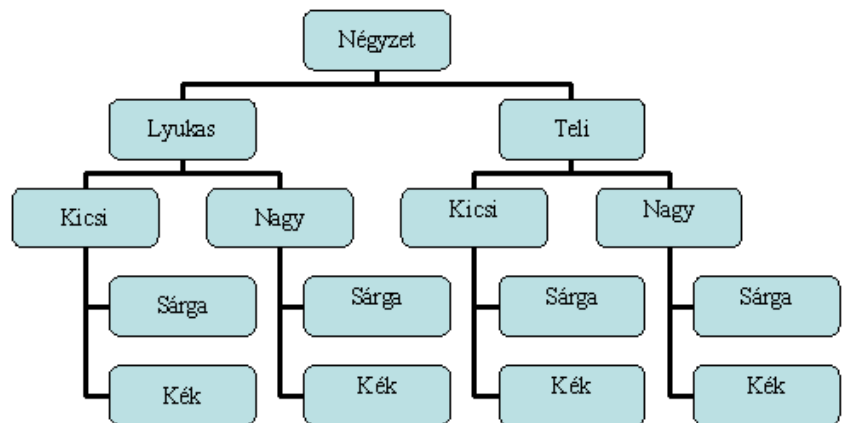 Négyzet
Lyukas
Teli
Kicsi
Nagy
Kicsi
Nagy
Sárga
Sárga
Sárga
Sárga
Kék
Kék
Kék
Kék